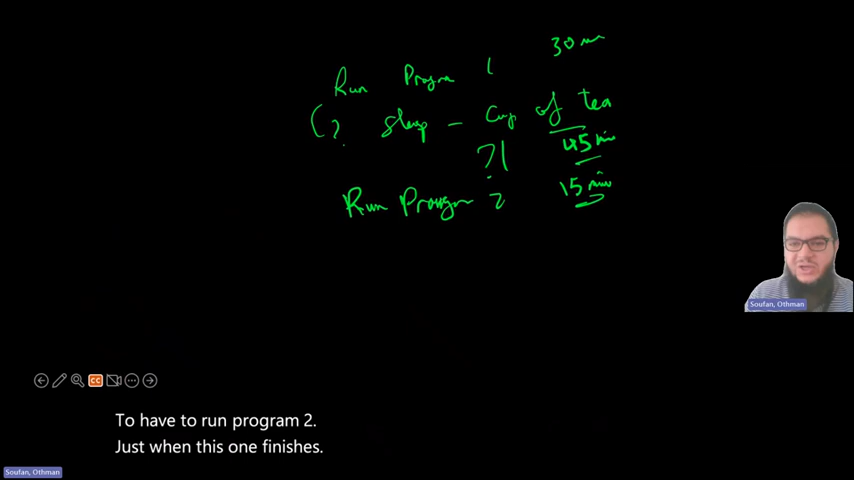 30 min
Run Program 1
(? sleep - Cup of tea
?! 45 min
15 min
Run Program 2
Soufan, Othman
CC
To have to run program 2.
Just when this one finishes.
Soufan, Othman